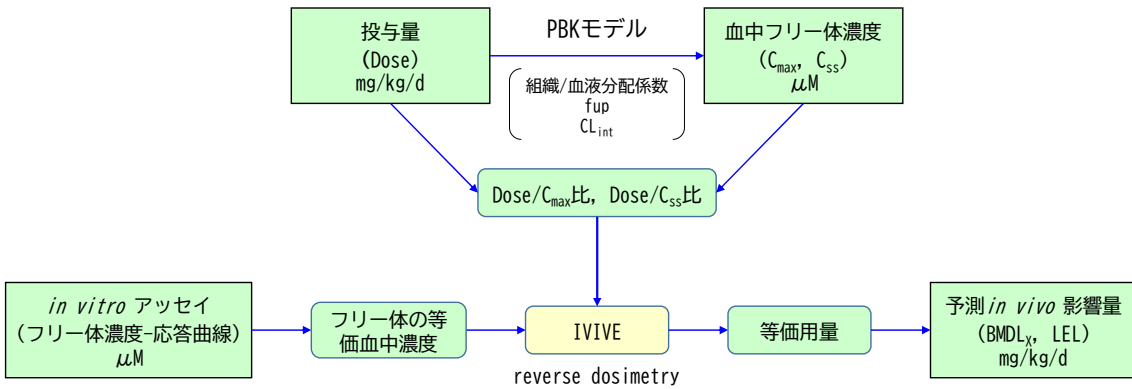 投与量
(Dose)
mg/kg/d
PBKモデル
組織/血液分配係数
fup
CLint
血中フリー体濃度
(Cmax, Css)
μM
Dose/Cmax比, Dose/Css比
in vitro アッセイ
(フリー体濃度-応答曲線)
μM
フリー体の等
価血中濃度
IVIVE
reverse dosimetry
等価用量
予測in vivo 影響量
(BMDLX, LEL)
mg/kg/d